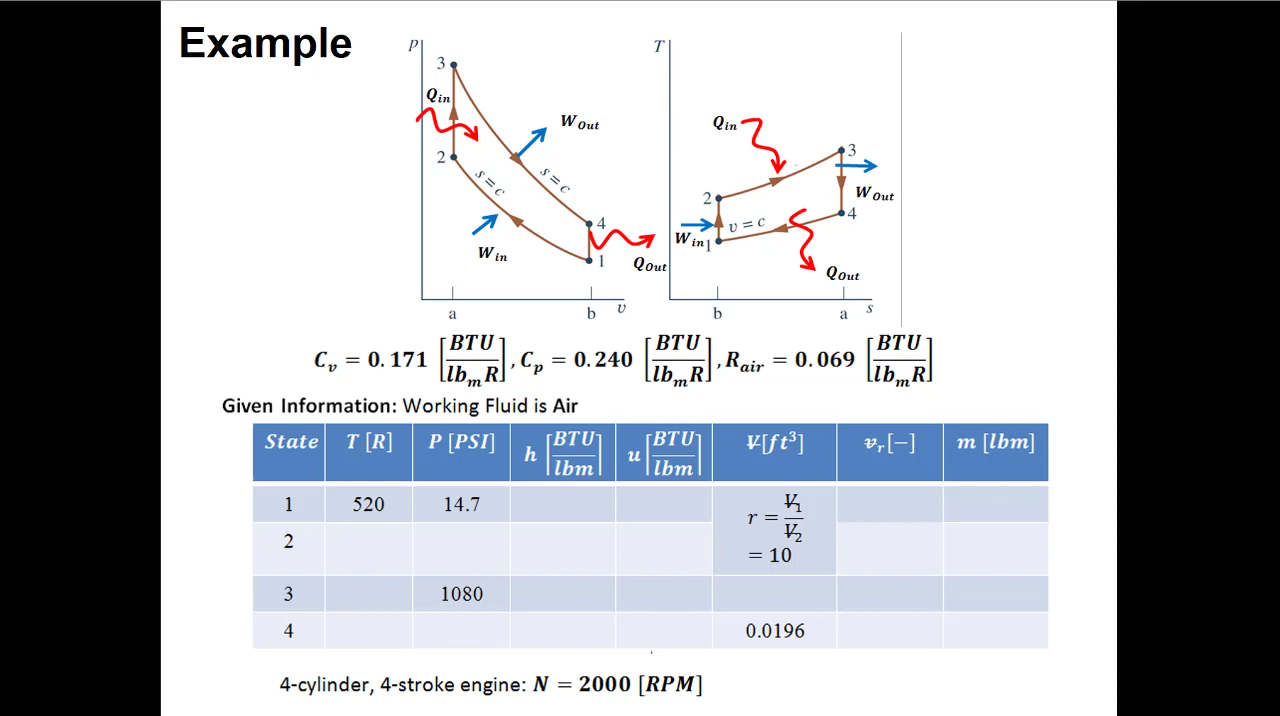 Example
p
3
Q_in
W_Out
2
s = c
s = c
4
W_in
1
Q_Out
a
b
v
T
Q_in
3
2
W_Out
4
W_in
1
v = c
Q_Out
b
a
s
C_v = 0.171 [BTU/lb_m R], C_p = 0.240 [BTU/lb_m R], R_air = 0.069 [BTU/lb_m R]
Given Information: Working Fluid is Air
State T [R] P [PSI] h [BTU/lbm] u [BTU/lbm] V[ft³] v_r[−] m [lbm]
1 520 14.7 r = V_1/V_2 = 10
2
3 1080
4 0.0196
4-cylinder, 4-stroke engine: N = 2000 [RPM]